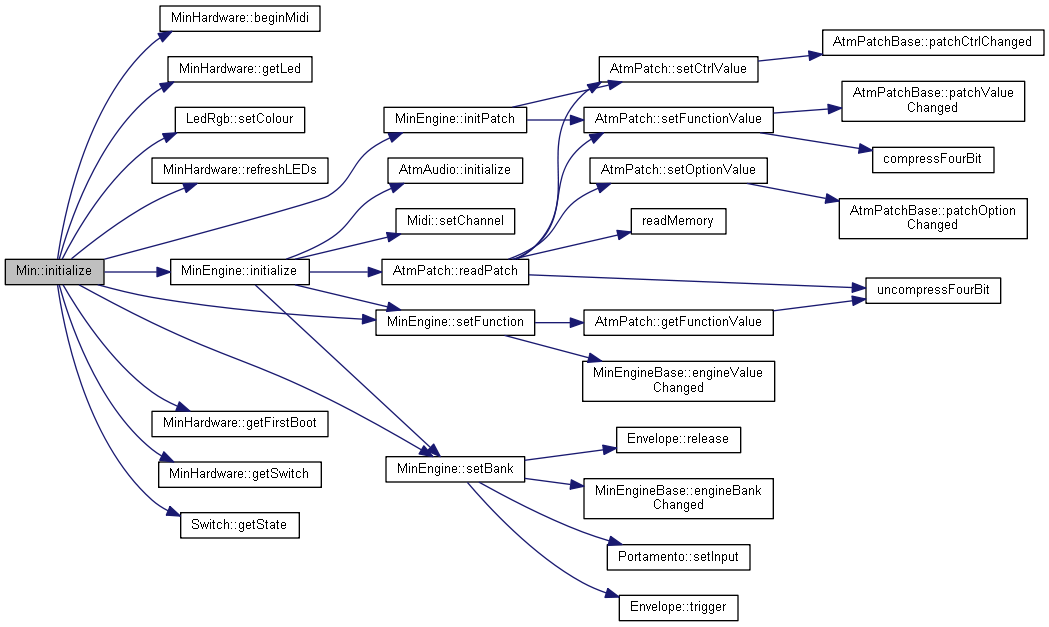 Min::initialize
MinHardware::beginMidi
MinHardware::getLed
LedRgb::setColour
MinHardware::refreshLEDs
MinEngine::initialize
MinHardware::getFirstBoot
MinHardware::getSwitch
Switch::getState
MinEngine::initPatch
AtmAudio::initialize
Midi::setChannel
AtmPatch::readPatch
MinEngine::setFunction
MinEngine::setBank
AtmPatch::setCtrlValue
AtmPatch::setFunctionValue
AtmPatch::setOptionValue
readMemory
AtmPatch::getFunctionValue
MinEngineBase::engineValue
Changed
Envelope::release
MinEngineBase::engineBank
Changed
Portamento::setInput
Envelope::trigger
AtmPatchBase::patchCtrlChanged
AtmPatchBase::patchValue
Changed
compressFourBit
AtmPatchBase::patchOption
Changed
uncompressFourBit